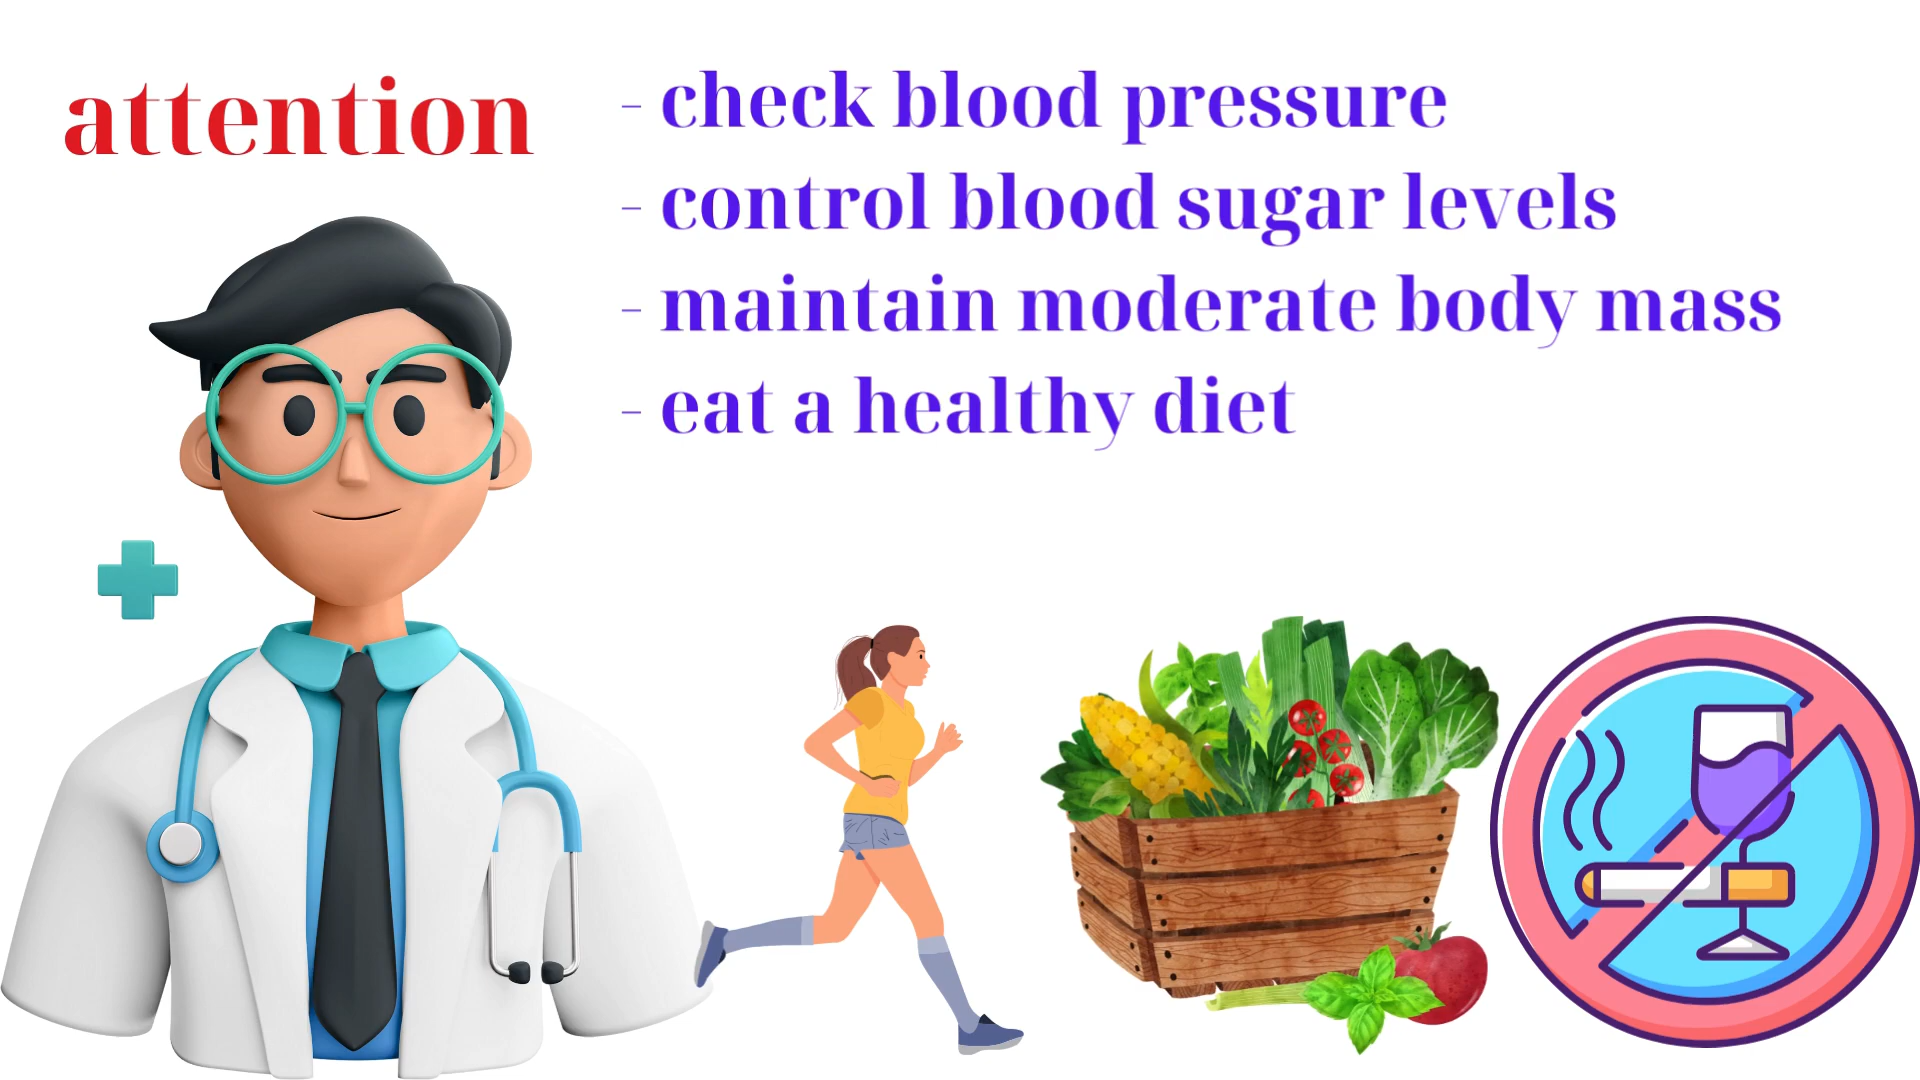 attention
- check blood pressure
- control blood sugar levels
- maintain moderate body mass
- eat a healthy diet